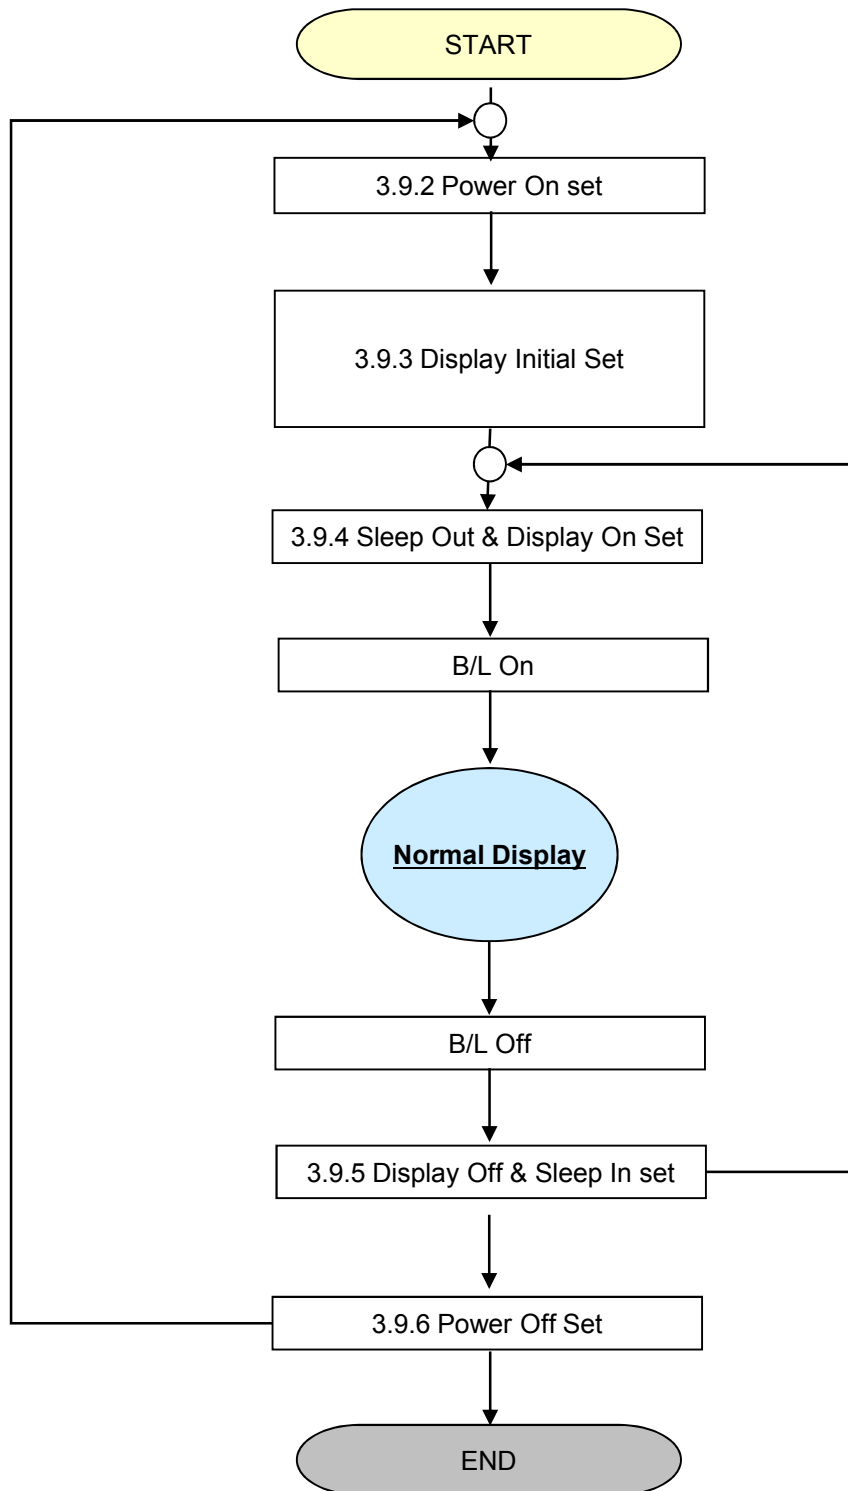 START
3.9.2 Power On set
3.9.3 Display Initial Set
3.9.4 Sleep Out & Display On Set
B/L On
Normal Display
B/L Off
3.9.5 Display Off & Sleep In set
3.9.6 Power Off Set
END